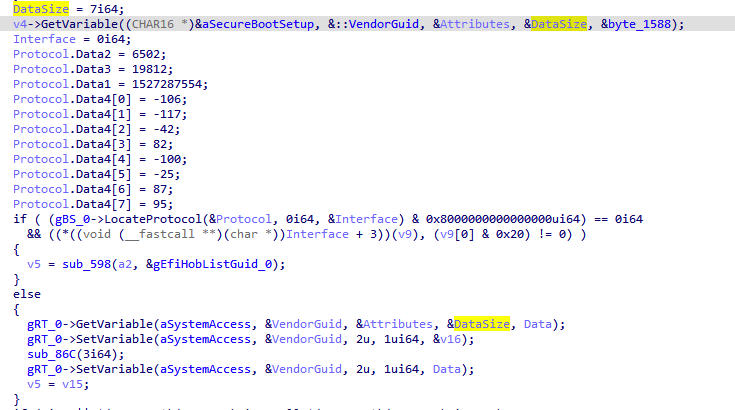 DataSize = 7i64;
v4->GetVariable((CHAR16 *)&aSecureBootSetup, &::VendorGuid, &Attributes, &DataSize, &byte_1588);
Interface = 0i64;
Protocol.Data2 = 6502;
Protocol.Data3 = 19812;
Protocol.Data1 = 1527287554;
Protocol.Data4[0] = -106;
Protocol.Data4[1] = -117;
Protocol.Data4[2] = -42;
Protocol.Data4[3] = 82;
Protocol.Data4[4] = -100;
Protocol.Data4[5] = -25;
Protocol.Data4[6] = 87;
Protocol.Data4[7] = 95;
if ( (gBS_0->LocateProtocol(&Protocol, 0i64, &Interface) & 0x8000000000000000ui64) == 0i64
&& ((*((void (__fastcall **)(char *))Interface + 3))(v9), (v9[0] & 0x20) != 0) )
{
v5 = sub_598(a2, &gEfiHobListGuid_0);
}
else
{
gRT_0->GetVariable(aSystemAccess, &VendorGuid, &Attributes, &DataSize, Data);
gRT_0->SetVariable(aSystemAccess, &VendorGuid, 2u, 1ui64, &v16);
sub_86C(3i64);
gRT_0->SetVariable(aSystemAccess, &VendorGuid, 2u, 1ui64, Data);
v5 = v15;
}